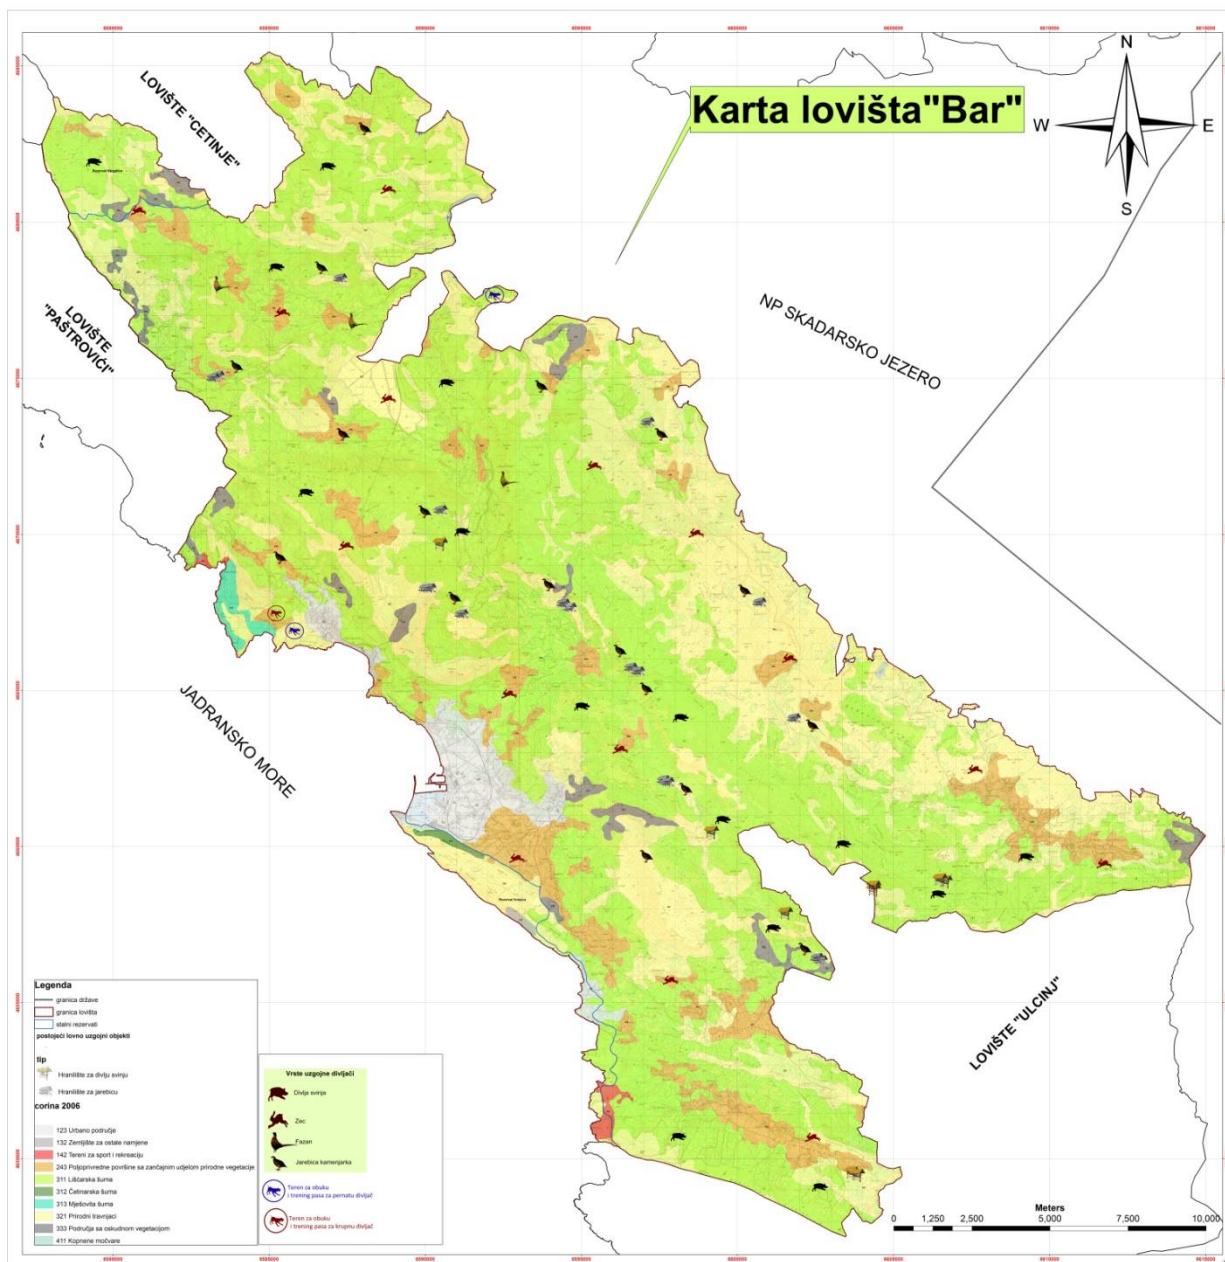 Karta lovišta"Bar"
N
W
E
S
LOVIŠTE "CETINJE"
LOVIŠTE
"PAŠTROVIĆI"
NP SKADARSKO JEZERO
JADRANSKO MORE
LOVIŠTE "ULCINJ"
Legenda
granica države
granica lovišta
stalni rezervati
postojeći lovno uzgojni objekti
tip
Hranilište za divlju svinju
Hranilište za jarebicu
corina 2006
123 Urbano područje
132 Zemljište za ostale namjene
142 Tereni za sport i rekreaciju
243 Poljoprivredne površine sa zančajnim udjelom prirodne vegetacije
311 Liščarska šuma
312 Četinarska šuma
313 Mješovita šuma
321 Prirodni travnjaci
333 Područja sa oskudnom vegetacijom
411 Kopnene močvare
Vrste uzgojne divljači
Divlja svinja
Zec
Fazan
Jarebica kamenjarka
Teren za obuku
i trening pasa za pernatu divljač
Teren za obuku
i trening pasa za krupnu divljač
Meters
0 1,250 2,500 5,000 7,500 10,000